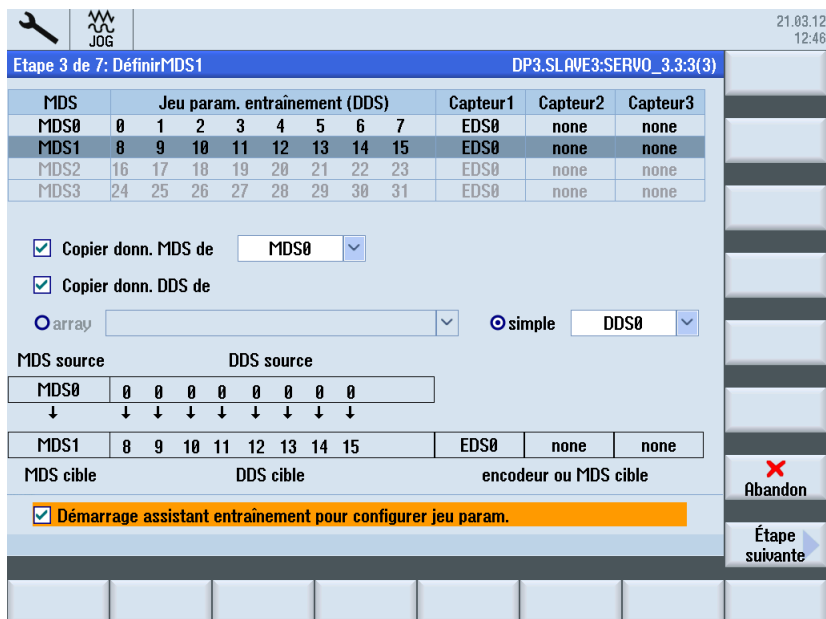 JOG
21.03.12
12:46
Etape 3 de 7: DéfinirMDS1 DP3.SLAVE3:SERVO_3.3:3(3)
MDS Jeu param. entraînement (DDS) Capteur1 Capteur2 Capteur3
MDS0 0 1 2 3 4 5 6 7 EDS0 none none
MDS1 8 9 10 11 12 13 14 15 EDS0 none none
MDS2 16 17 18 19 20 21 22 23 EDS0 none none
MDS3 24 25 26 27 28 29 30 31 EDS0 none none
Copier donn. MDS de MDS0
Copier donn. DDS de
array simple DDS0
MDS source DDS source
MDS0 0 0 0 0 0 0 0 0
MDS1 8 9 10 11 12 13 14 15 EDS0 none none
MDS cible DDS cible encodeur ou MDS cible
Démarrage assistant entraînement pour configurer jeu param.
Abandon
Étape
suivante